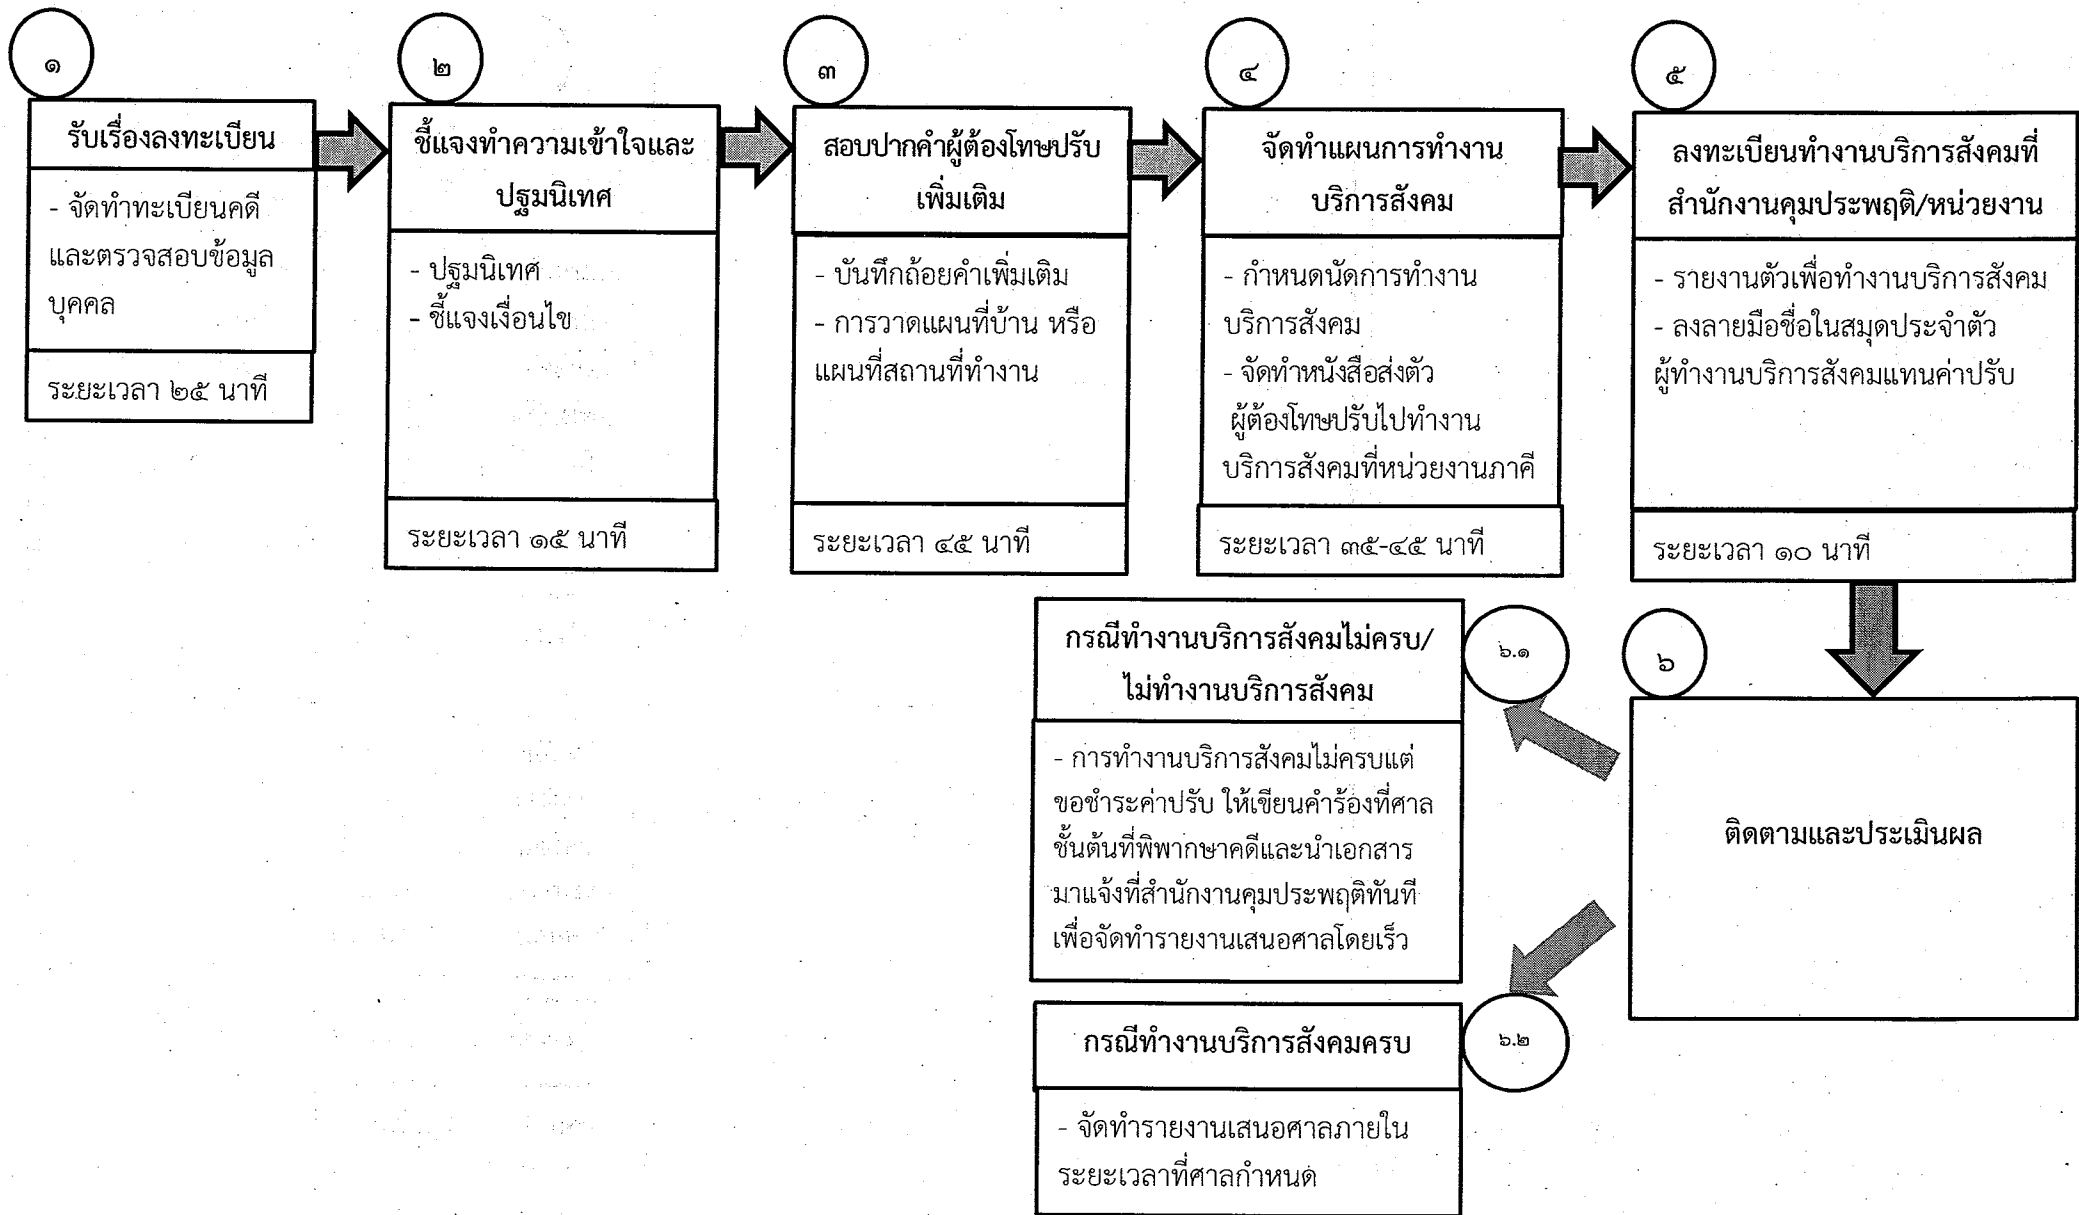 ๑
รับเรื่องลงทะเบียน
- จัดทำทะเบียนคดี
และตรวจสอบข้อมูล
บุคคล
ระยะเวลา ๒๕ นาที
๒
ชี้แจงทำความเข้าใจและ
ปฐมนิเทศ
- ปฐมนิเทศ
- ชี้แจงเงื่อนไข
ระยะเวลา ๑๕ นาที
๓
สอบปากคำผู้ต้องโทษปรับ
เพิ่มเติม
- บันทึกถ้อยคำเพิ่มเติม
- การวาดแผนที่บ้าน หรือ
แผนที่สถานที่ทำงาน
ระยะเวลา ๔๕ นาที
๔
จัดทำแผนการทำงาน
บริการสังคม
- กำหนดนัดการทำงาน
บริการสังคม
- จัดทำหนังสือส่งตัว
ผู้ต้องโทษปรับไปทำงาน
บริการสังคมที่หน่วยงานภาคี
ระยะเวลา ๓๕-๔๕ นาที
๕
ลงทะเบียนทำงานบริการสังคมที่
สำนักงานคุมประพฤติ/หน่วยงาน
- รายงานตัวเพื่อทำงานบริการสังคม
- ลงลายมือชื่อในสมุดประจำตัว
ผู้ทำงานบริการสังคมแทนค่าปรับ
ระยะเวลา ๑๐ นาที
๖
ติดตามและประเมินผล
๖.๑
กรณีทำงานบริการสังคมไม่ครบ/
ไม่ทำงานบริการสังคม
- การทำงานบริการสังคมไม่ครบแต่
ขอชำระค่าปรับ ให้เขียนคำร้องที่ศาล
ชั้นต้นที่พิพากษาคดีและนำเอกสาร
มาแจ้งที่สำนักงานคุมประพฤติทันที
เพื่อจัดทำรายงานเสนอศาลโดยเร็ว
๖.๒
กรณีทำงานบริการสังคมครบ
- จัดทำรายงานเสนอศาลภายใน
ระยะเวลาที่ศาลกำหนด